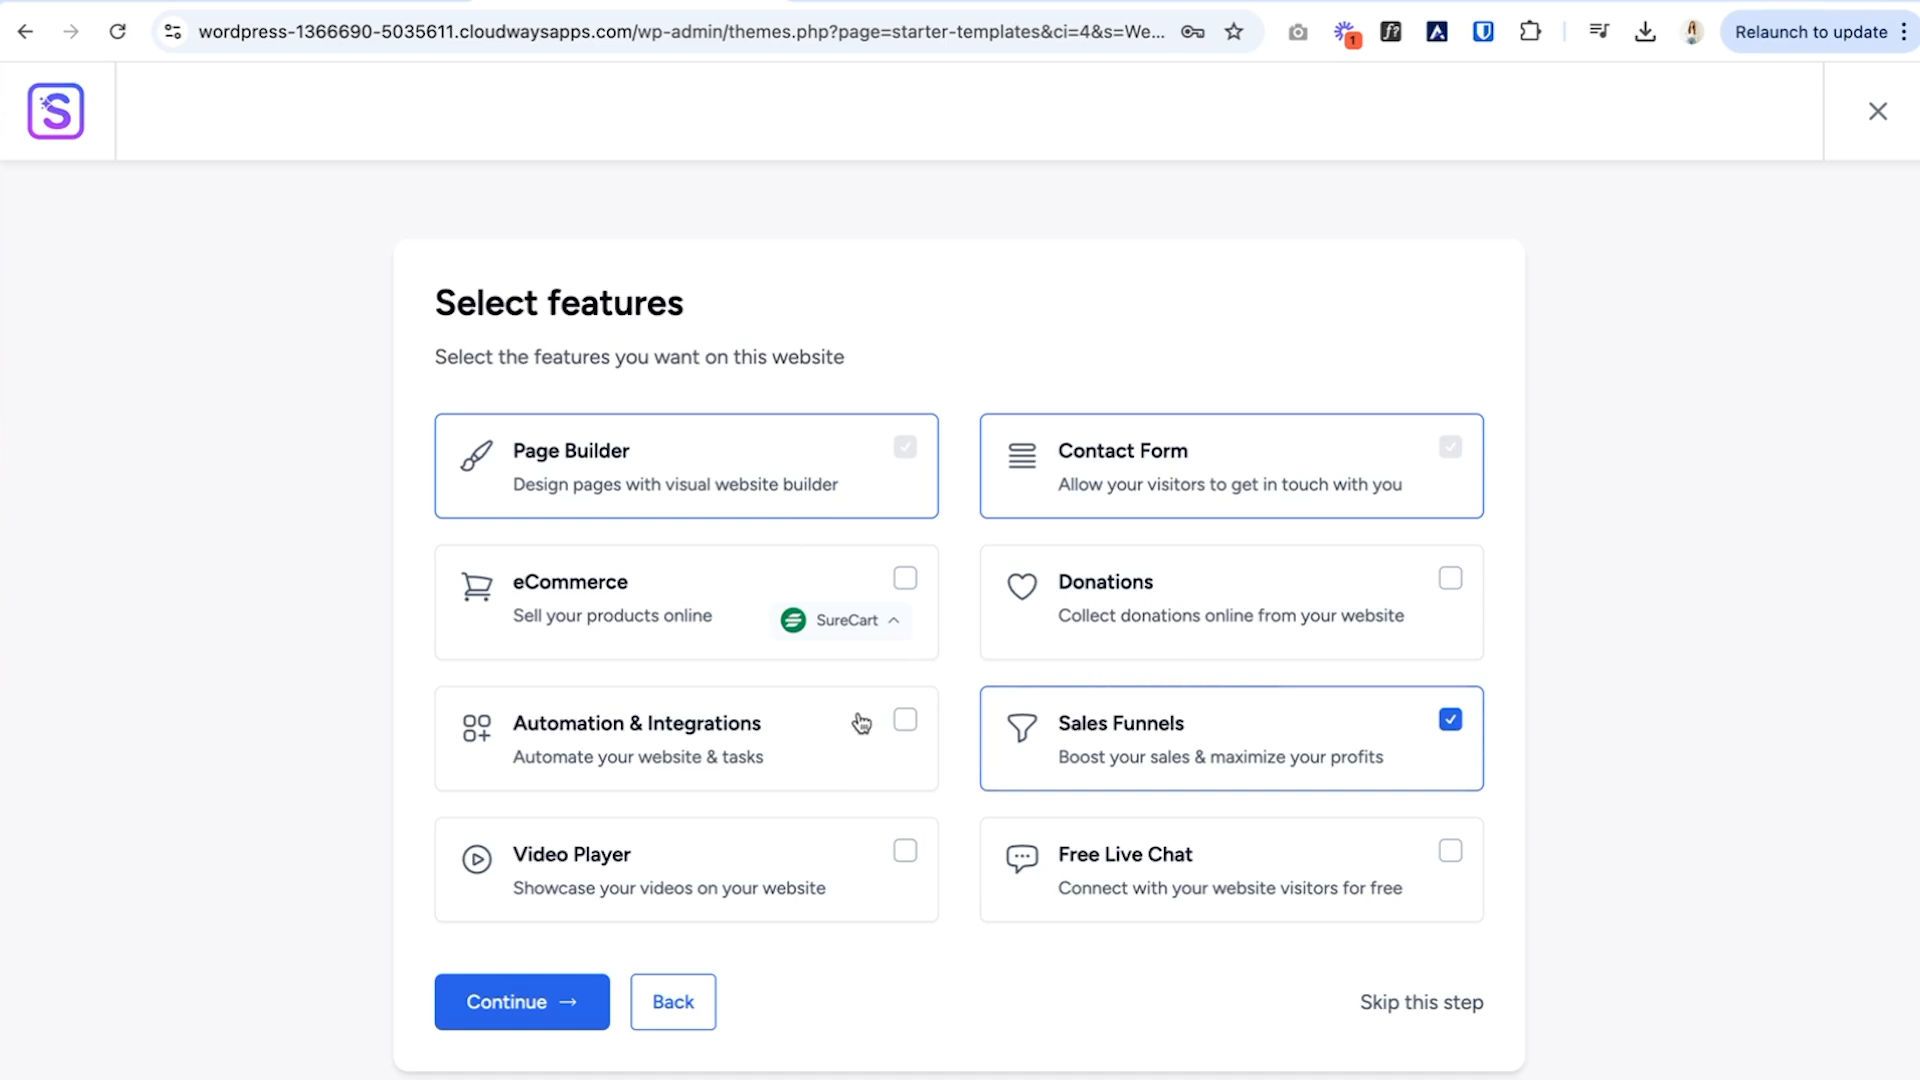 wordpress-1366690-5035611.cloudwaysapps.com/wp-admin/themes.php?page=starter-templates&ci=4&s=We...
1
f?
Relaunch to update
S
Select features
Select the features you want on this website
Page Builder
Design pages with visual website builder
Contact Form
Allow your visitors to get in touch with you
eCommerce
Sell your products online
SureCart
Donations
Collect donations online from your website
Automation & Integrations
Automate your website & tasks
Sales Funnels
Boost your sales & maximize your profits
Video Player
Showcase your videos on your website
Free Live Chat
Connect with your website visitors for free
Continue →
Back
Skip this step